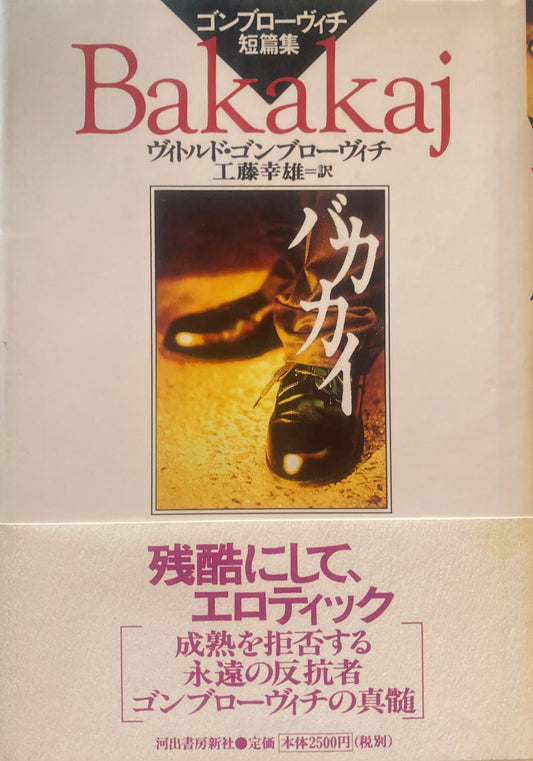 ゴンブローヴィチ
短篇集
Bakakaj
ヴィトルド・ゴンブローヴィチ
工藤幸雄=訳
バカカイ
残酷にして、
エロティック
成熟を拒否する
永遠の反抗者
ゴンブローヴィチの真髄
河出書房新社●定価 本体2500円(税別)